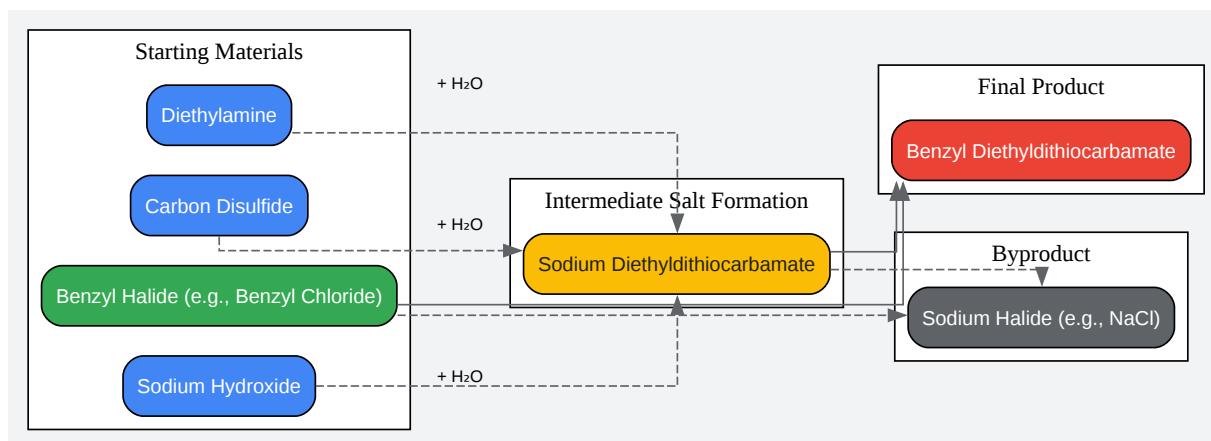 Starting Materials
Diethylamine
Carbon Disulfide
Benzyl Halide (e.g., Benzyl Chloride)
Sodium Hydroxide
+ H₂O
+ H₂O
+ H₂O
Intermediate Salt Formation
Sodium Diethyldithiocarbamate
Final Product
Benzyl Diethyldithiocarbamate
Byproduct
Sodium Halide (e.g., NaCl)